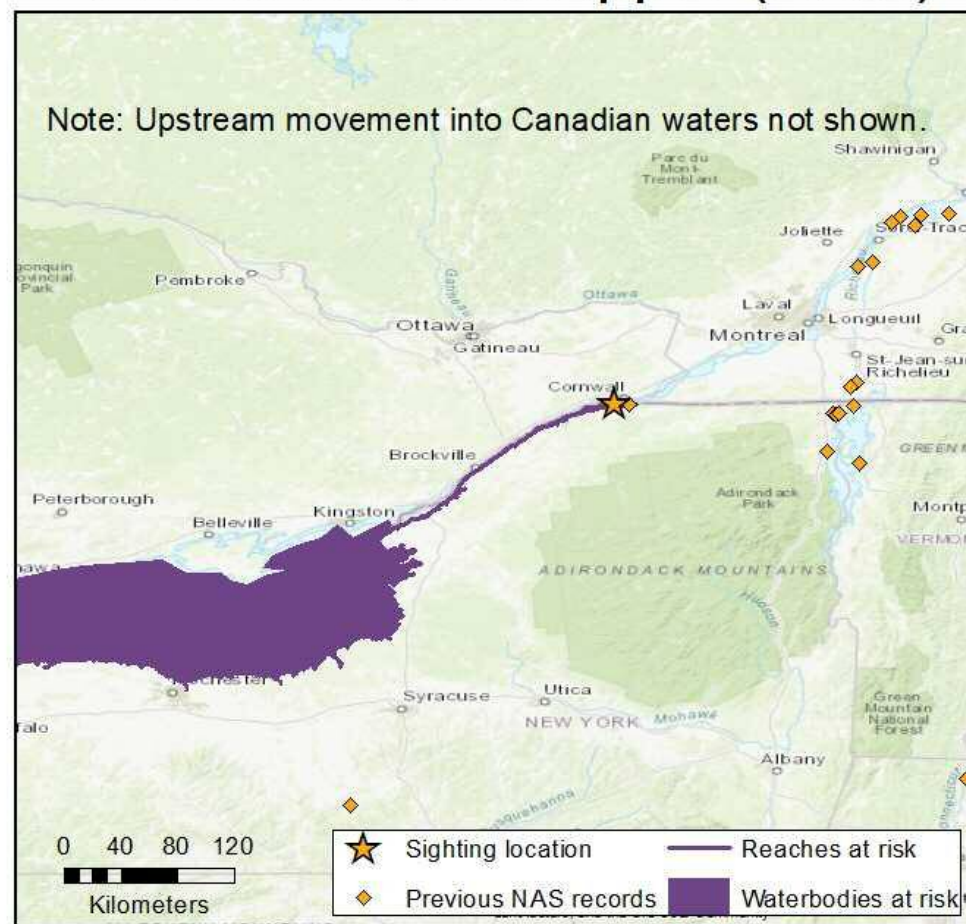 Note: Upstream movement into Canadian waters not shown.
Shawinigan
Parc du
Mont-
Tremblant
Joliette
Pembroke
Ottawa
Laval
Longueuil
Montreal
Ottawa
Gatineau
St-Jean-sur
Richelieu
Cornwall
Brockville
GREEN M
Peterborough
Belleville
Kingston
Adirondack
Park
Montp
VERMO
ADIRONDACK MOUNTAINS
Hudson
Syracuse
Utica
NEW YORK
Mohawk
Green
Mountain
National
Forest
Albany
0 40 80 120
Kilometers
Sighting location
Reaches at risk
Previous NAS records
Waterbodies at risk